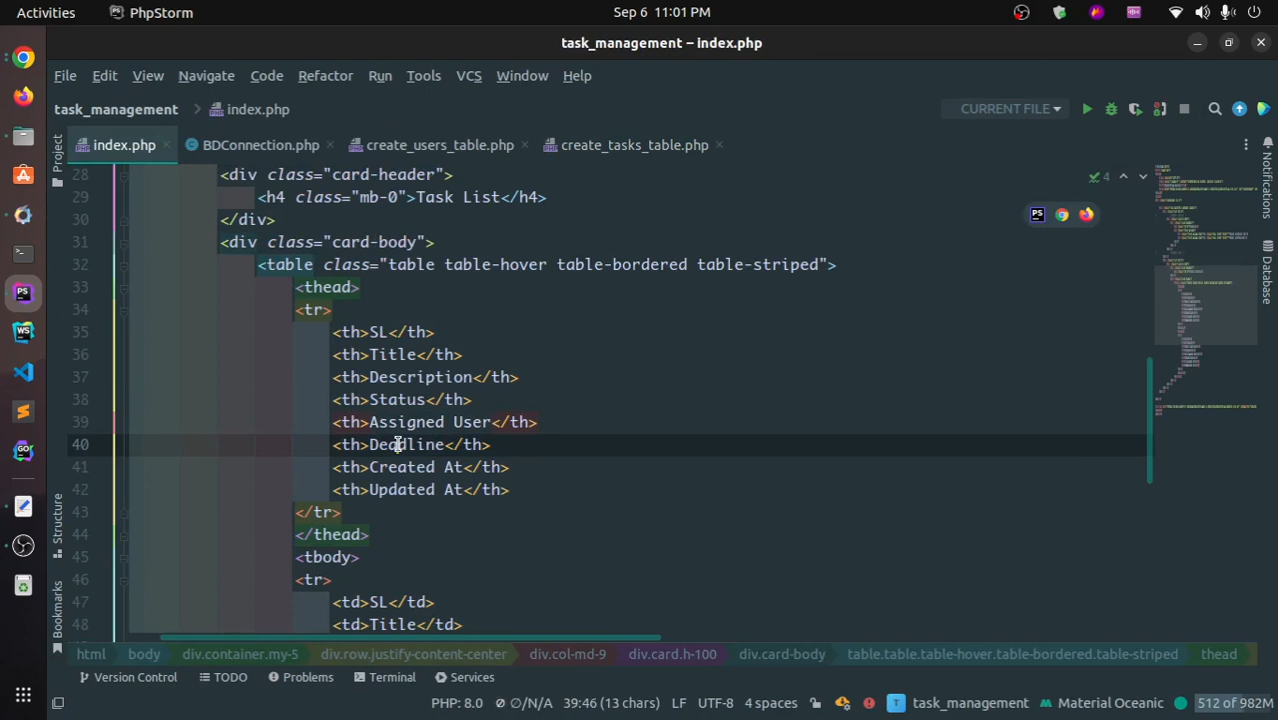 Activities PhpStorm Sep 6 11:01 PM
task_management – index.php
File Edit View Navigate Code Refactor Run Tools VCS Window Help
task_management index.php CURRENT FILE
index.php BDConnection.php create_users_table.php create_tasks_table.php
Project
Notifications
Database
Structure
Bookmarks
4
28 <div class="card-header">
29 <h4 class="mb-0">Task List</h4>
30 </div>
31 <div class="card-body">
32 <table class="table table-hover table-bordered table-striped">
33 <thead>
34 <tr>
35 <th>SL</th>
36 <th>Title</th>
37 <th>Description</th>
38 <th>Status</th>
39 <th>Assigned User</th>
40 <th>Deadline</th>
41 <th>Created At</th>
42 <th>Updated At</th>
43 </tr>
44 </thead>
45 <tbody>
46 <tr>
47 <td>SL</td>
48 <td>Title</td>
html body div.container.my-5 div.row.justify-content-center div.col-md-9 div.card.h-100 div.card-body table.table.table-hover.table-bordered.table-striped thead
Version Control TODO Problems Terminal Services
PHP: 8.0 ∅/N/A 39:46 (13 chars) LF UTF-8 4 spaces task_management Material Oceanic 512 of 982M